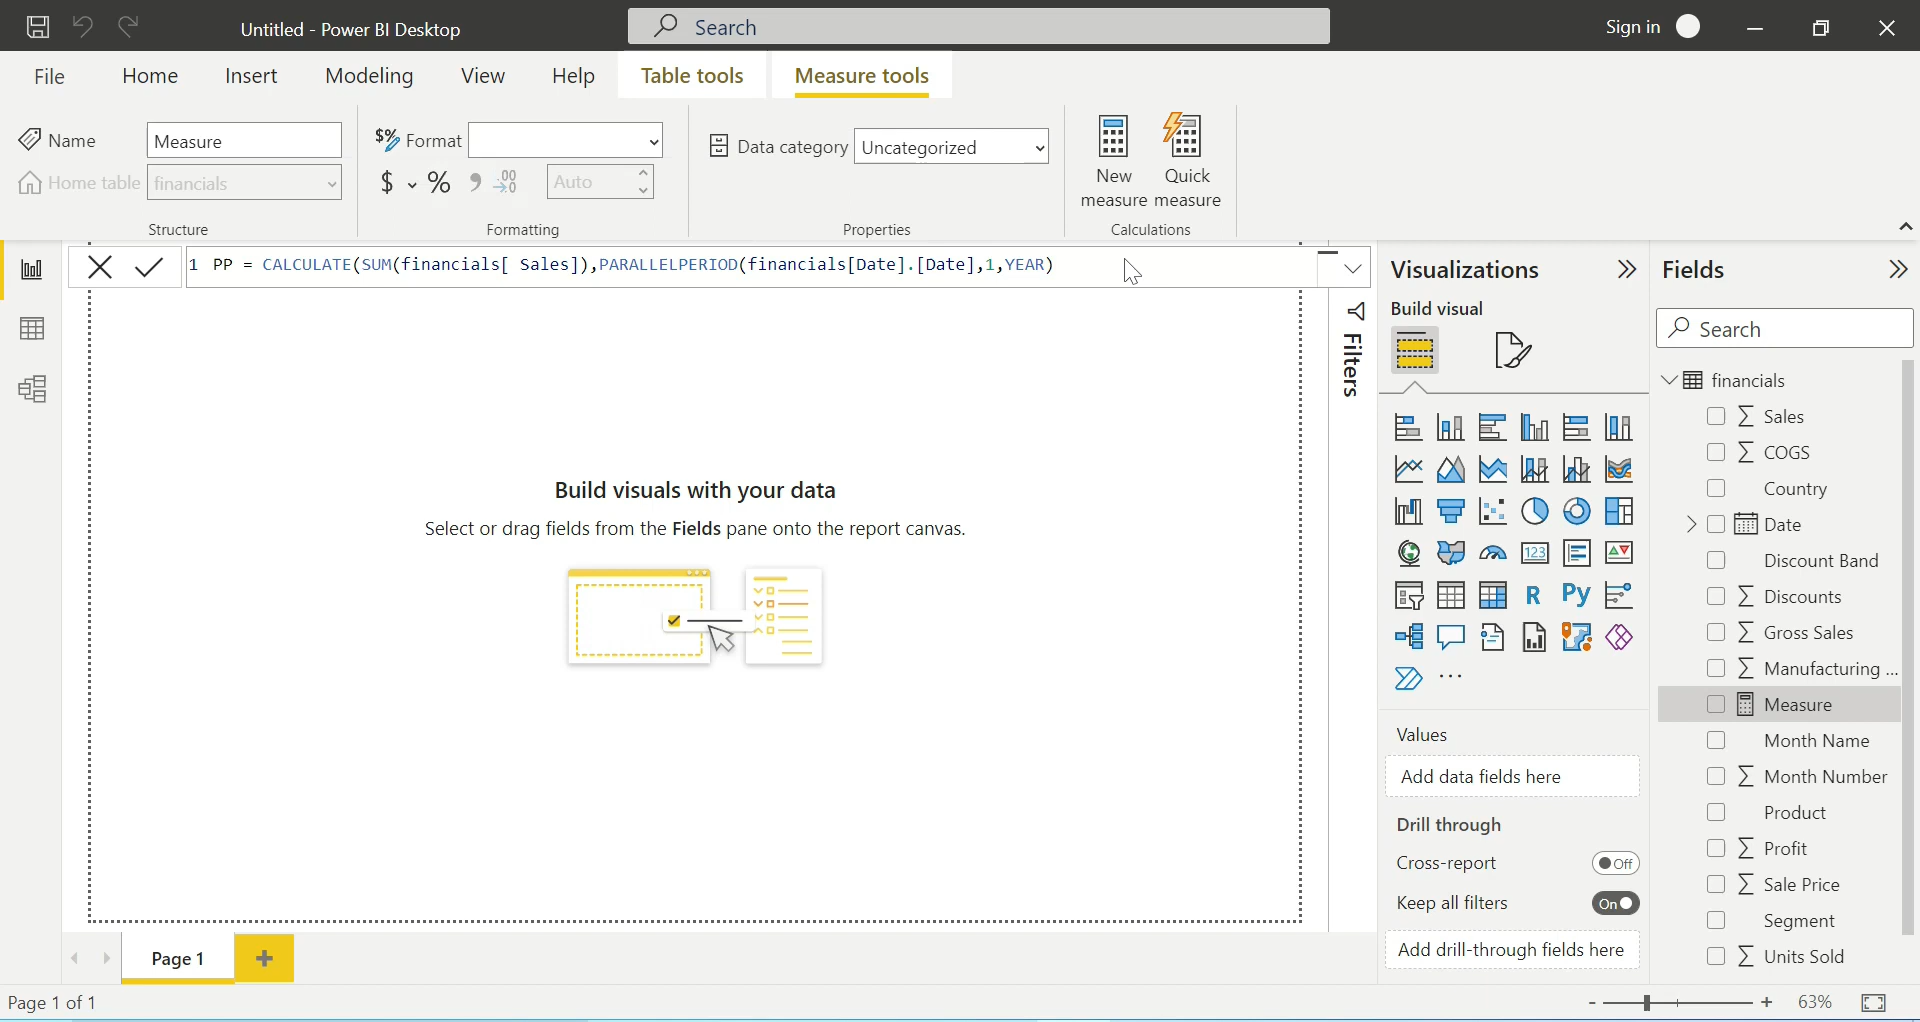 Untitled - Power BI Desktop
Search
Sign in
File Home Insert Modeling View Help Table tools Measure tools
Name Measure
Home table financials
Structure
$% Format
$ % 9 .00 →0 Auto
Formatting
Data category Uncategorized
Properties
New measure
Quick measure
Calculations
1 PP = CALCULATE(SUM(financials[ Sales]),PARALLELPERIOD(financials[Date].[Date],1,YEAR)
Build visuals with your data
Select or drag fields from the Fields pane onto the report canvas.
Filters
Visualizations
Build visual
123
R Py
...
Values
Add data fields here
Drill through
Cross-report Off
Keep all filters On
Add drill-through fields here
Fields
Search
financials
Σ Sales
Σ COGS
Country
Date
Discount Band
Σ Discounts
Σ Gross Sales
Σ Manufacturing ...
Measure
Month Name
Σ Month Number
Product
Σ Profit
Σ Sale Price
Segment
Σ Units Sold
Page 1 +
Page 1 of 1
- + 63%